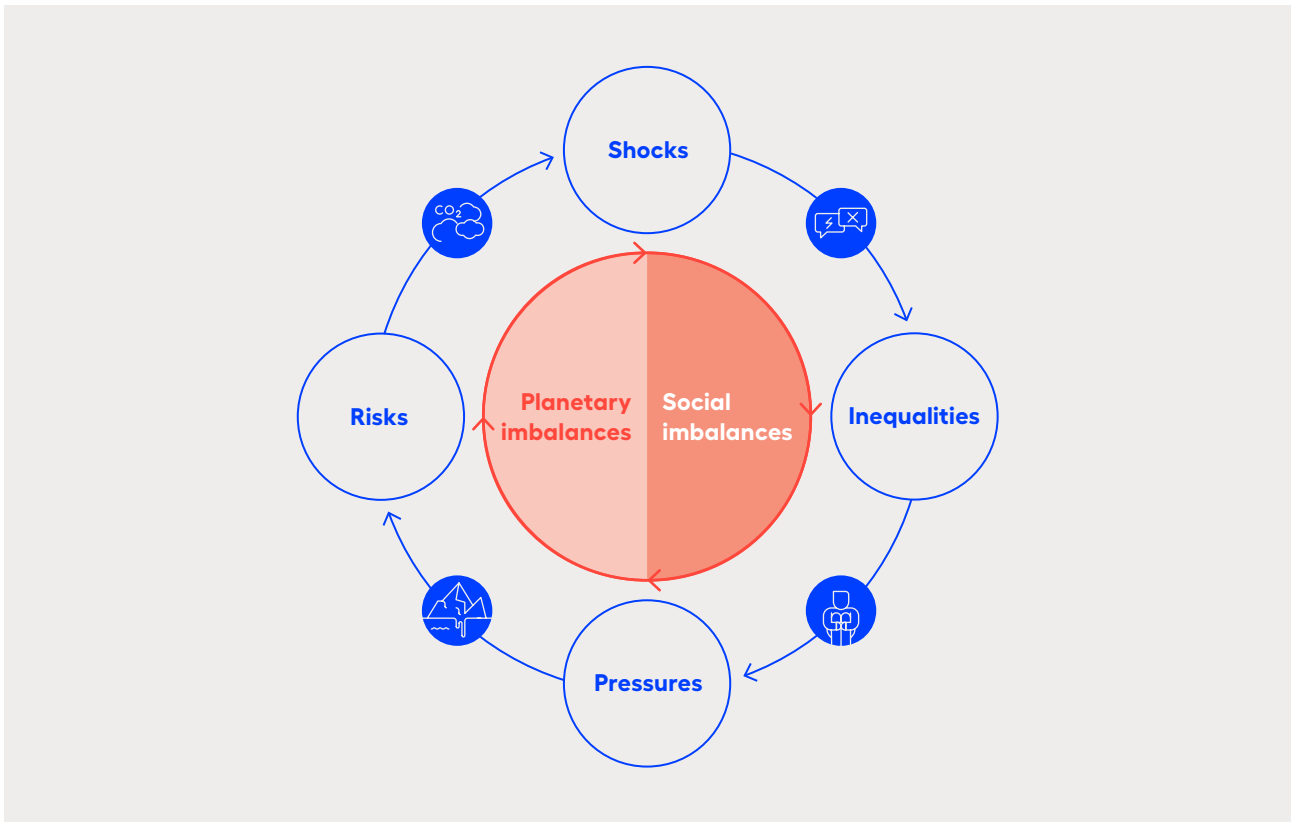 Shocks
CO₂
Risks
Planetary
imbalances
Social
imbalances
Inequalities
Pressures